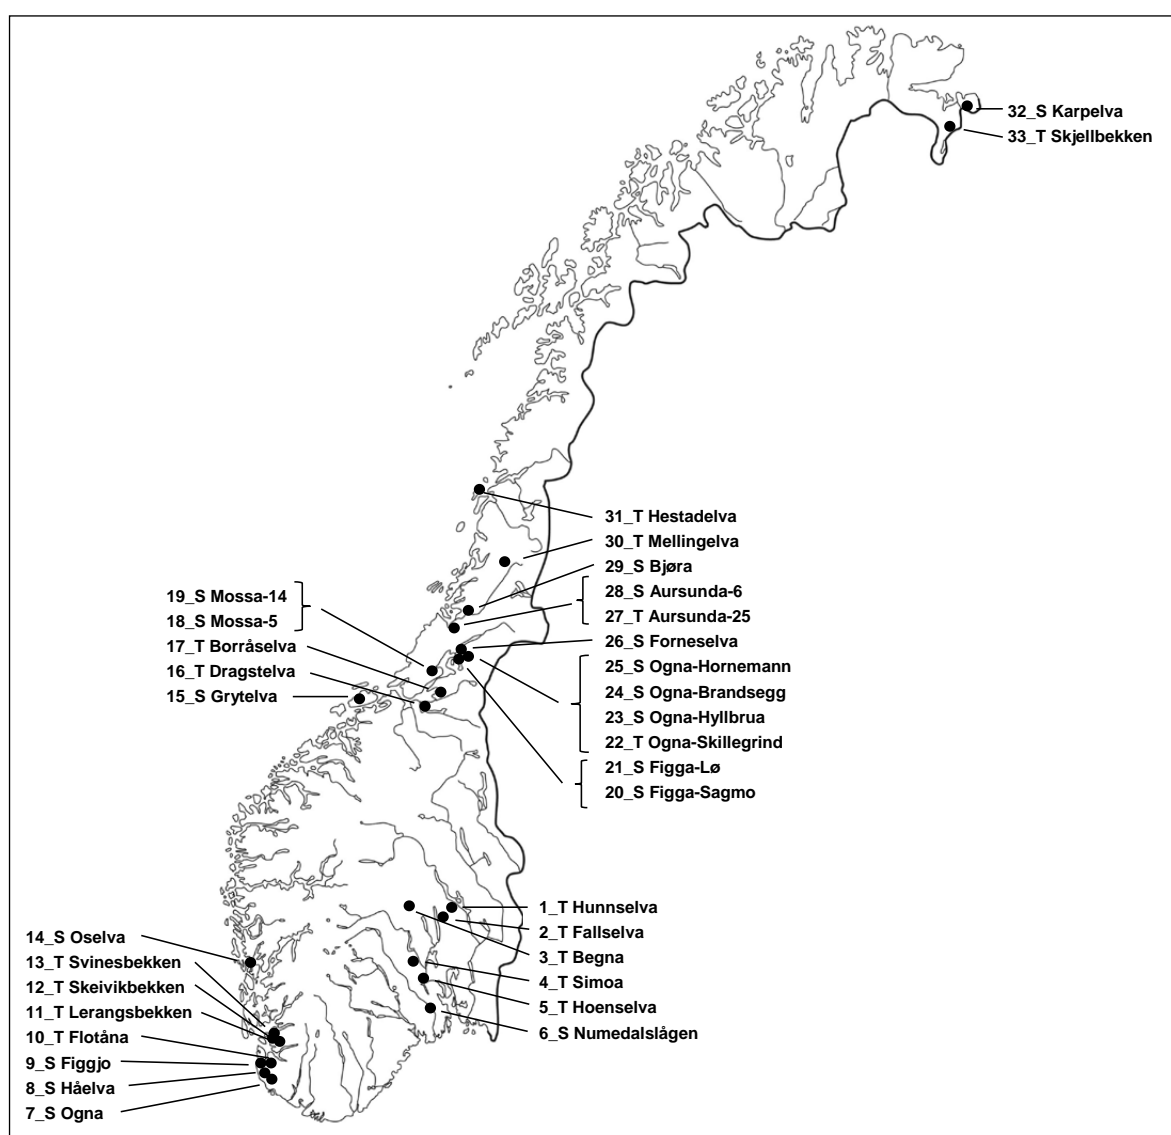 32_S Karpelva
33_T Skjellbekken
31_T Hestadelva
30_T Mellingelva
29_S Bjøra
28_S Aursunda-6
27_T Aursunda-25
26_S Forneselva
25_S Ogna-Hornemann
24_S Ogna-Brandsegg
23_S Ogna-Hyllbrua
22_T Ogna-Skillegrind
21_S Figga-Lø
20_S Figga-Sagmo
19_S Mossa-14
18_S Mossa-5
17_T Borråselva
16_T Dragstelva
15_S Grytelva
1_T Hunnselva
2_T Fallselva
3_T Begna
4_T Simoa
5_T Hoenselva
6_S Numedalslågen
14_S Oselva
13_T Svinesbekken
12_T Skeivikbekken
11_T Lerangsbekken
10_T Flotåna
9_S Figgjo
8_S Håelva
7_S Ogna